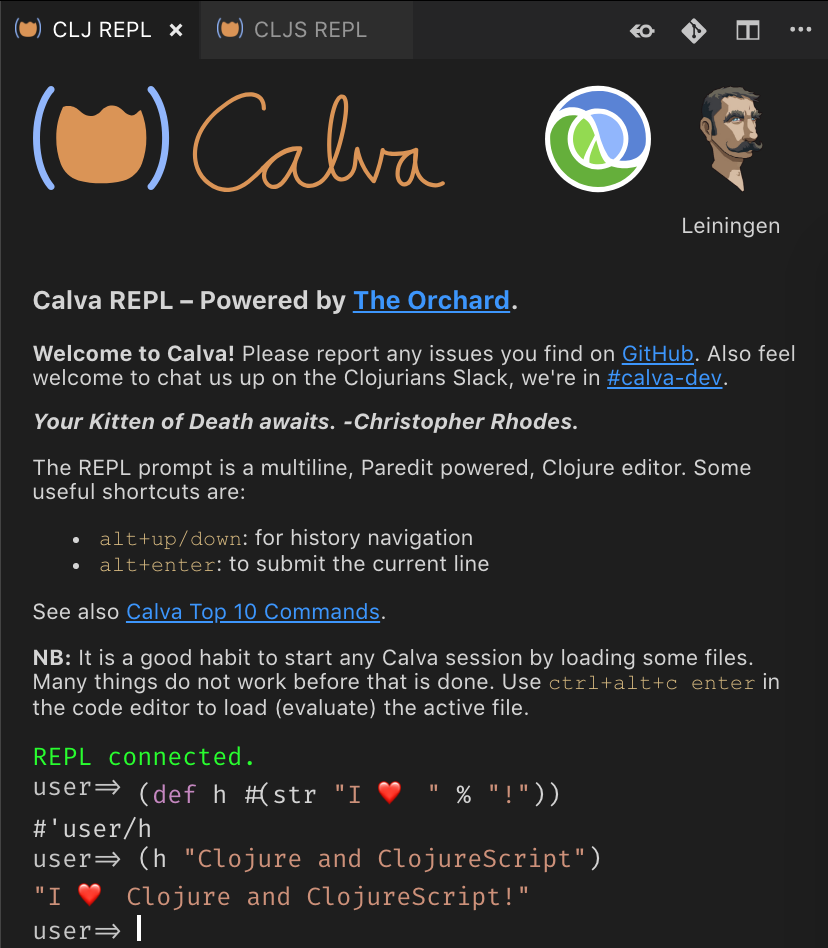 CLJ REPL
CLJS REPL
Calva
Leiningen
Calva REPL – Powered by The Orchard.
Welcome to Calva! Please report any issues you find on GitHub. Also feel
welcome to chat us up on the Clojurians Slack, we're in #calva-dev.
Your Kitten of Death awaits. -Christopher Rhodes.
The REPL prompt is a multiline, Paredit powered, Clojure editor. Some
useful shortcuts are:
• alt+up/down: for history navigation
• alt+enter: to submit the current line
See also Calva Top 10 Commands.
NB: It is a good habit to start any Calva session by loading some files.
Many things do not work before that is done. Use ctrl+alt+c enter in
the code editor to load (evaluate) the active file.
REPL connected.
user=> (def h #(str "I ❤️ " % "!"))
#'user/h
user=> (h "Clojure and ClojureScript")
"I ❤️ Clojure and ClojureScript!"
user=>